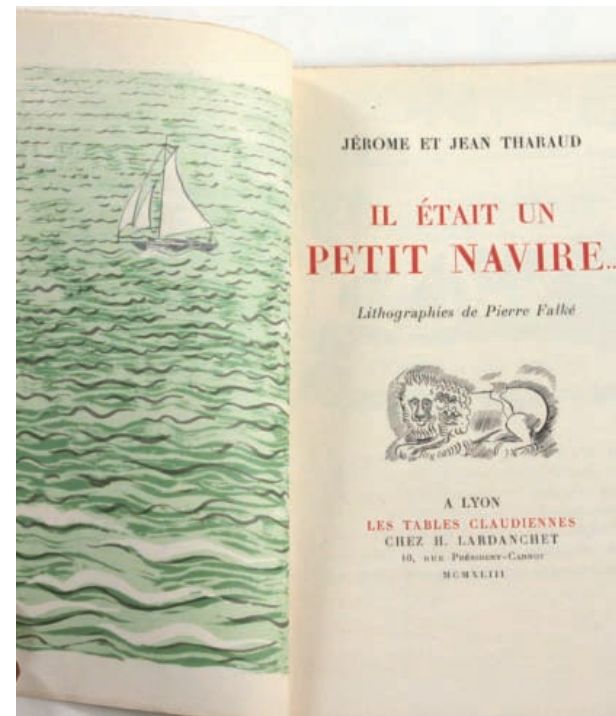 JÉROME ET JEAN THARAUD
IL ÉTAIT UN
PETIT NAVIRE...
Lithographies de Pierre Falké
A LYON
LES TABLES CLAUDIENNES
CHEZ H. LARDANCHET
10, RUE PRÉSIDENT-CARNOT
MCMXLIII